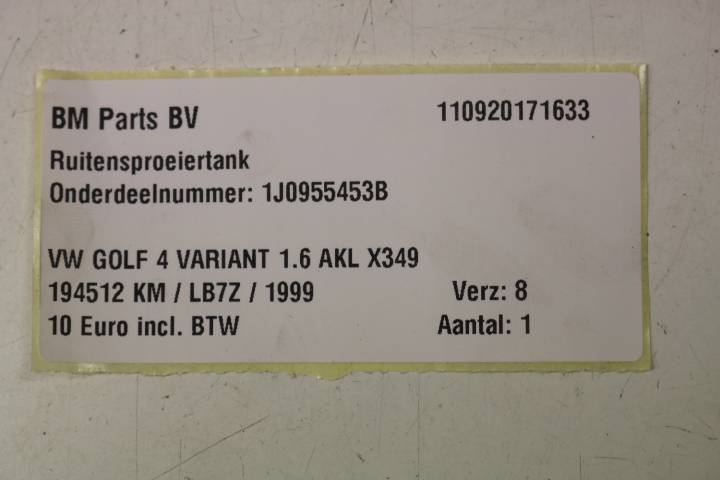 BM Parts BV 110920171633
Ruitensproeiertank
Onderdeelnummer: 1J0955453B
VW GOLF 4 VARIANT 1.6 AKL X349
194512 KM / LB7Z / 1999 Verz: 8
10 Euro incl. BTW Aantal: 1